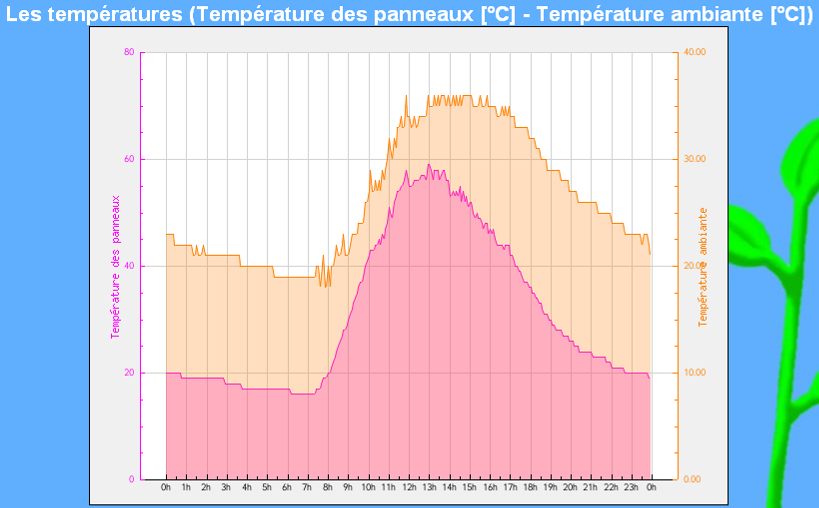 Les températures (Température des panneaux [°C] - Température ambiante [°C])
80
60
40
20
0
Température des panneaux
40.00
30.00
20.00
10.00
0.00
Température ambiante
0h 1h 2h 3h 4h 5h 6h 7h 8h 9h 10h 11h 12h 13h 14h 15h 16h 17h 18h 19h 20h 21h 22h 23h 0h